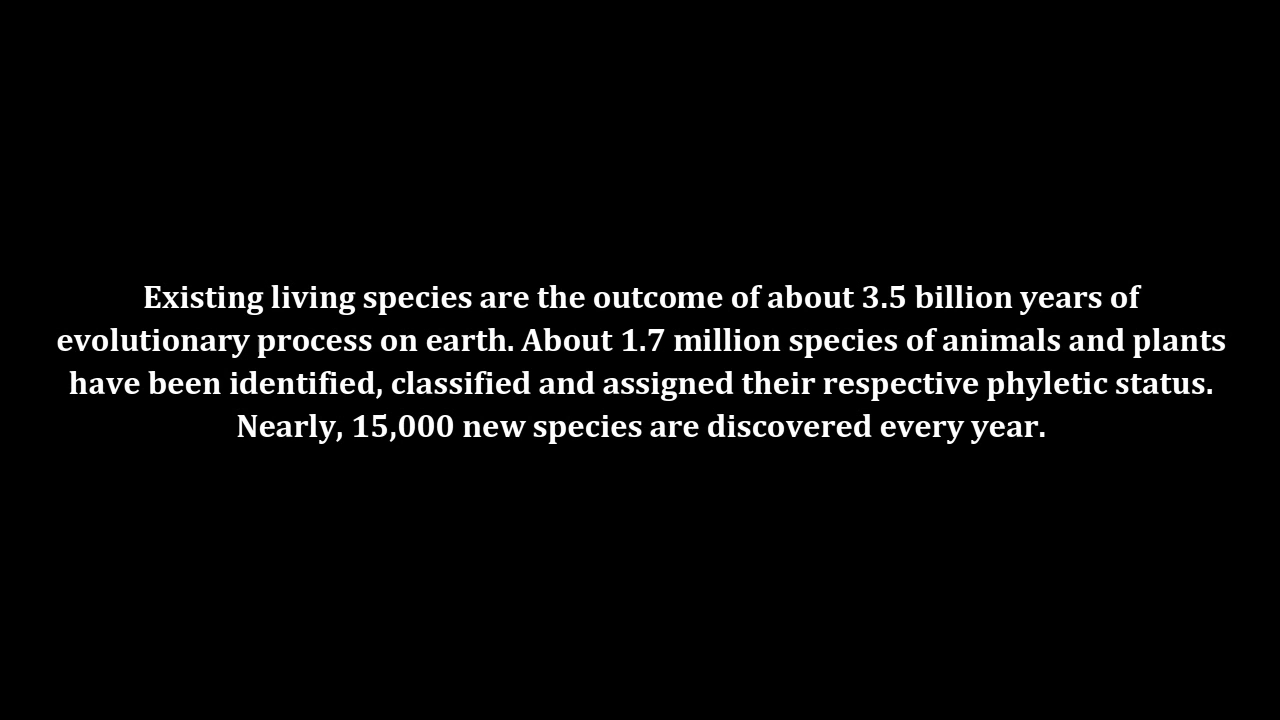 Existing living species are the outcome of about 3.5 billion years of
evolutionary process on earth. About 1.7 million species of animals and plants
have been identified, classified and assigned their respective phyletic status.
Nearly, 15,000 new species are discovered every year.